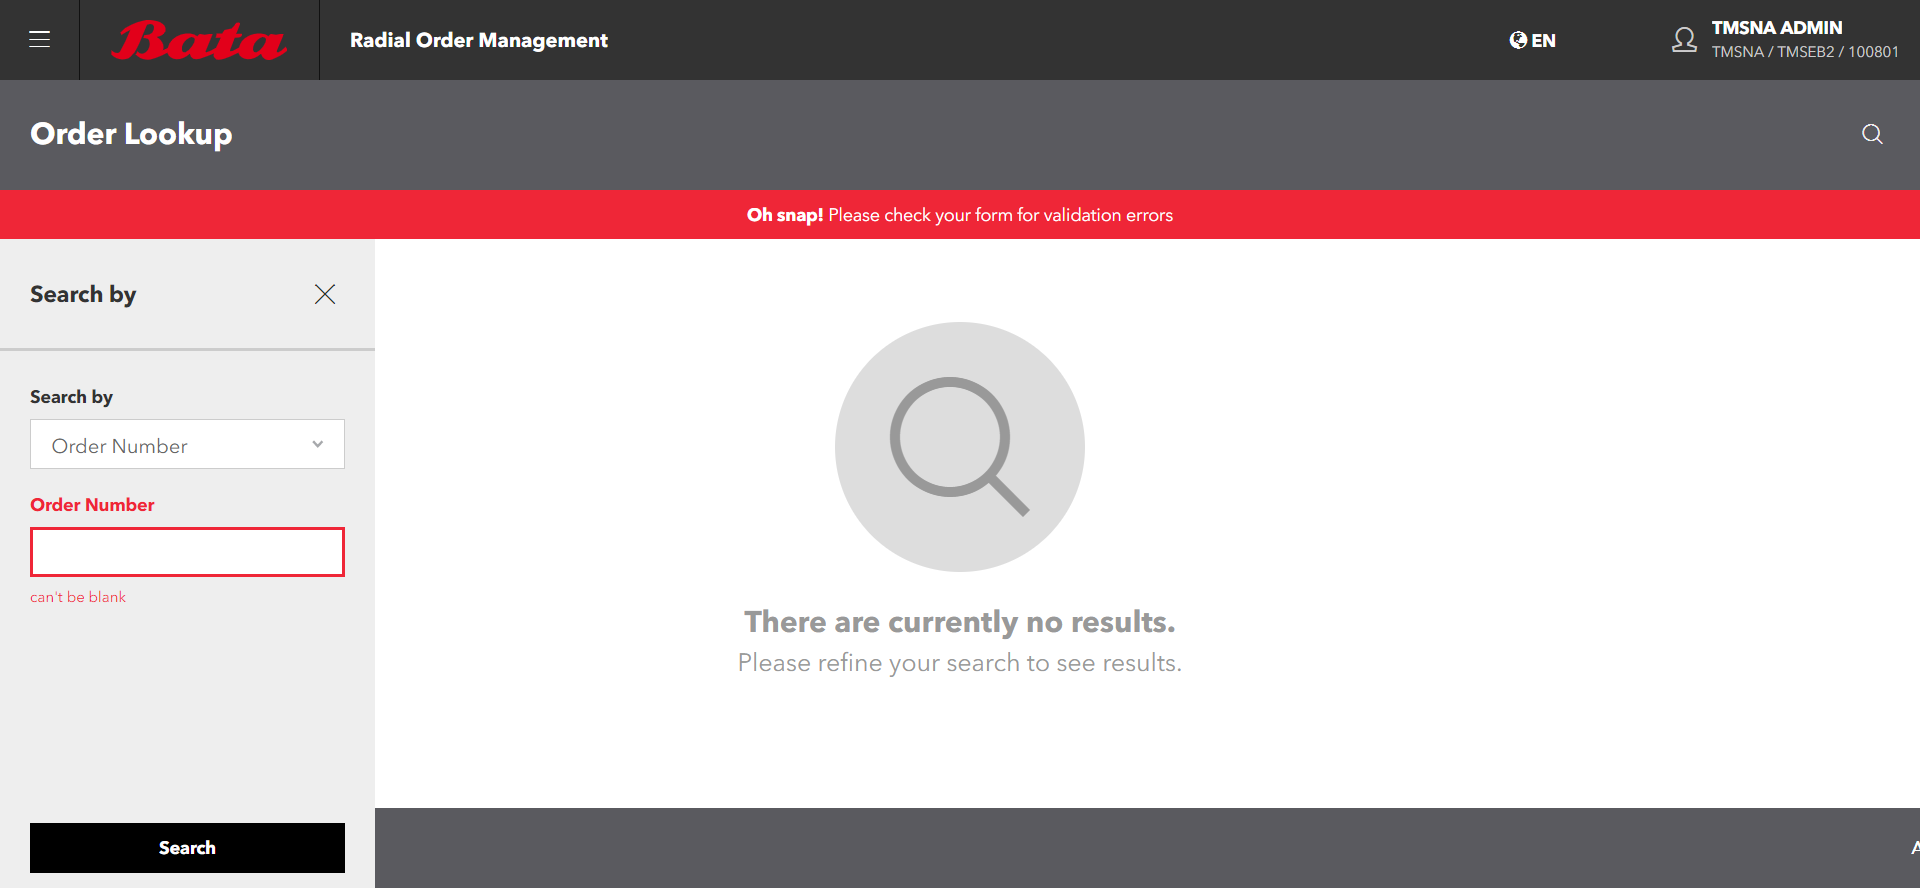 Bata
Radial Order Management
EN
TMSNA ADMIN
TMSNA / TMSEB2 / 100801
Order Lookup
Oh snap! Please check your form for validation errors
Search by
Search by
Order Number
Order Number
can't be blank
Search
There are currently no results.
Please refine your search to see results.